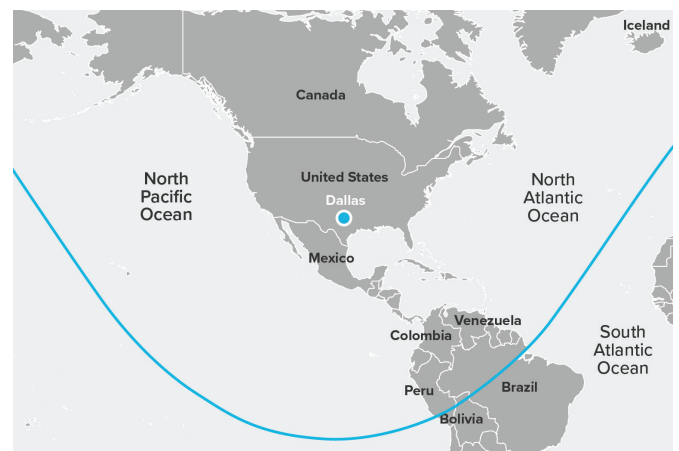 Iceland
Canada
North
Pacific
Ocean
United States
Dallas
North
Atlantic
Ocean
Mexico
Venezuela
Colombia
South
Atlantic
Ocean
Peru
Brazil
Bolivia